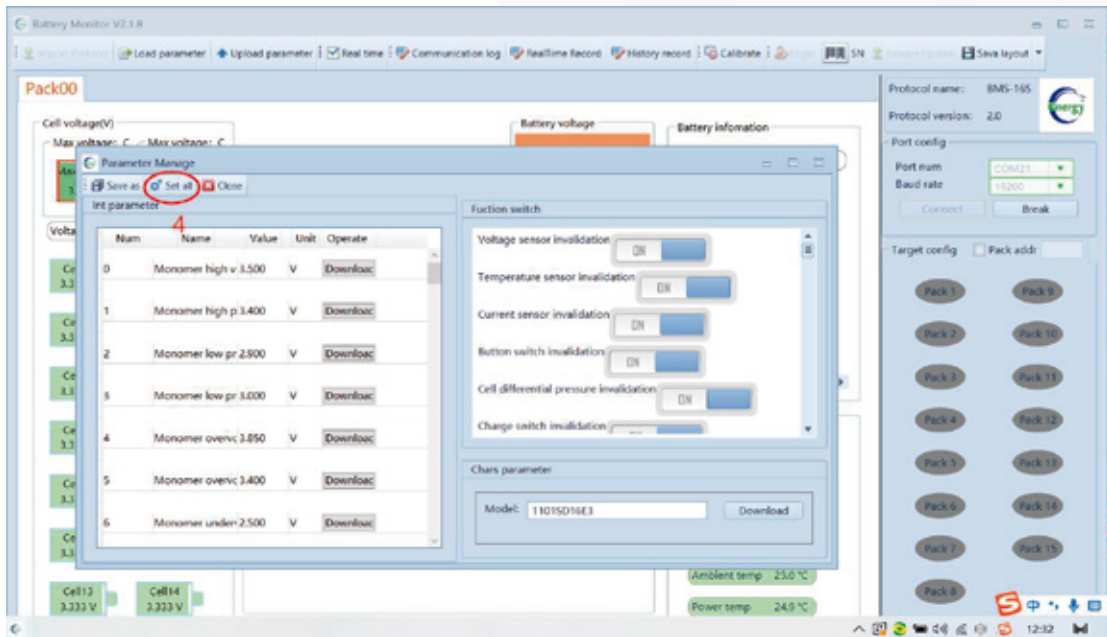 Battery Monitor V2.1.8
Load parameter Upload parameter Real time Communication log RealTime Record History record Calibrate SN Sava layout
Pack00
Protocol name: BMS-165
Protocol version: 2.0
Energy
Cell voltage(V)
Battery voltage
Battery infomation
Max voltage: C Max voltage: C
Port config
Port num COM21
Baud rate 19200
Connect Break
Target config Pack addr
Pack 1 Pack 9
Pack 2 Pack 10
Pack 3 Pack 11
Pack 4 Pack 12
Pack 5 Pack 13
Pack 6 Pack 14
Pack 7 Pack 15
Pack 8
Parameter Manage
Save as Set all Close
4
Int parameter
Num Name Value Unit Operate
0 Monomer high v 3.500 V Downloac
1 Monomer high p 3.400 V Downloac
2 Monomer low pr 2.900 V Downloac
3 Monomer low pr 3.000 V Downloac
4 Monomer overvc 3.850 V Downloac
5 Monomer overvc 3.400 V Downloac
6 Monomer under 2.500 V Downloac
Fuction switch
Voltage sensor invalidation ON
Temperature sensor invalidation ON
Current sensor invalidation ON
Button switch invalidation ON
Cell differential pressure invalidation ON
Charge switch invalidation
Chars parameter
Model: 1101SD16E3 Download
Volta
Cell13 Cell14
3.333 V 3.333 V
Ambient temp 25.0 ℃
Power temp 24.9 ℃
中
12:32